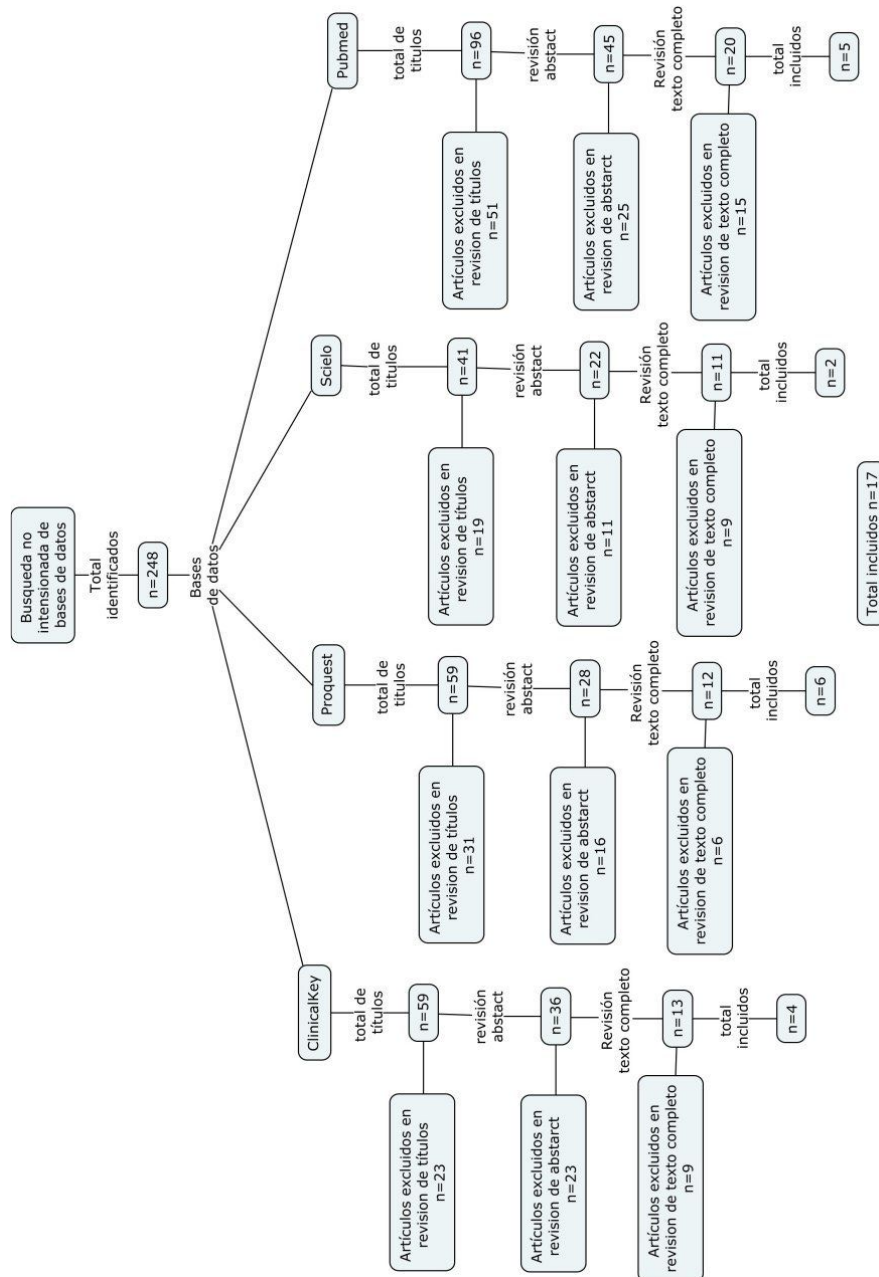 Busqueda no
intensionada de
bases de datos
Total
identificados
n=248
Bases
de datos
ClinicalKey
total de
títulos
n=59
Artículos excluidos en
revision de títulos
n=23
revisión
abstact
n=36
Artículos excluidos en
revision de abstarct
n=23
Revisión
texto completo
n=13
Artículos excluidos en
revision de texto completo
n=9
total
incluidos
n=4
Proquest
total de
titulos
n=59
Artículos excluidos en
revision de títulos
n=31
revisión
abstact
n=28
Artículos excluidos en
revision de abstarct
n=16
Revisión
texto completo
n=12
Artículos excluidos en
revision de texto completo
n=6
total
incluidos
n=6
Scielo
total de
titulos
n=41
Artículos excluidos en
revision de títulos
n=19
revisión
abstact
n=22
Artículos excluidos en
revision de abstarct
n=11
Revisión
texto completo
n=11
Artículos excluidos en
revision de texto completo
n=9
total
incluidos
n=2
Pubmed
total de
titulos
n=96
Artículos excluidos en
revision de títulos
n=51
revisión
abstact
n=45
Artículos excluidos en
revision de abstarct
n=25
Revisión
texto completo
n=20
Artículos excluidos en
revision de texto completo
n=15
total
incluidos
n=5
Total incluidos n=17